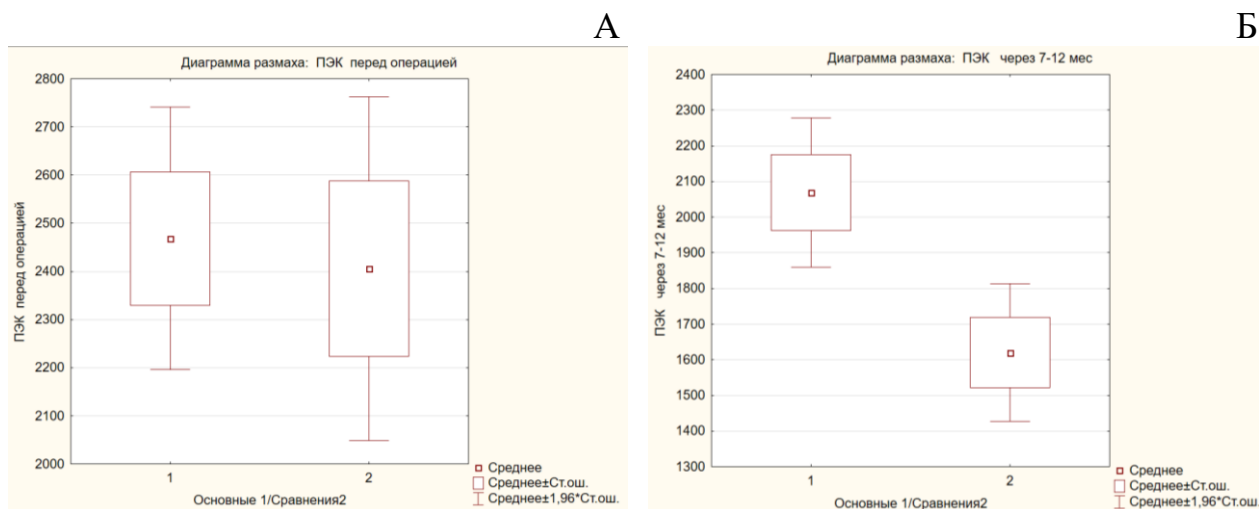 А
Диаграмма размаха: ПЭК перед операцией
ПЭК перед операцией
2800
2700
2600
2500
2400
2300
2200
2100
2000
1
2
Основные 1/Сравнения2
Среднее
Среднее±Ст.ош.
Среднее±1,96*Ст.ош.
Б
Диаграмма размаха: ПЭК через 7-12 мес
ПЭК через 7-12 мес
2400
2300
2200
2100
2000
1900
1800
1700
1600
1500
1400
1300
1
2
Основные 1/Сравнения2
Среднее
Среднее±Ст.ош.
Среднее±1,96*Ст.ош